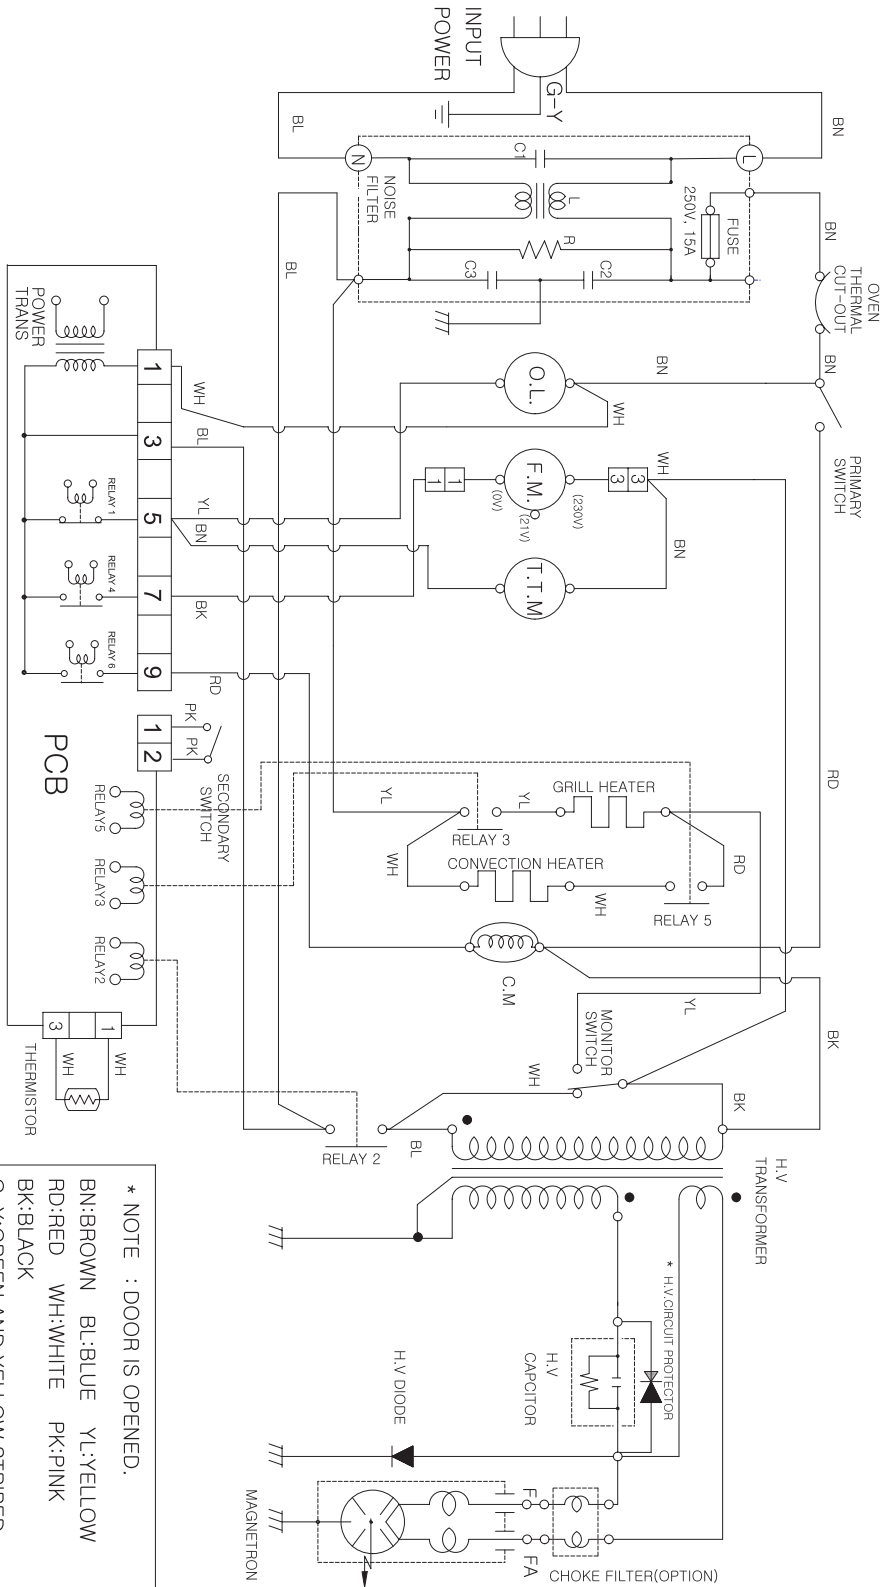 INPUT
POWER
G-Y
BL
BN
N
L
NOISE
FILTER
C1
L
R
C3
C2
FUSE
250V, 15A
BL
BN
OVEN
THERMAL
CUT-OUT
BN
PRIMARY
SWITCH
POWER
TRANS
1
3
5
7
9
WH
BL
YL
BN
BK
RD
O.L.
BN
WH
F.M.
(0V)
(21V)
(230V)
1
1
3
3
WH
BN
T.T.M
RELAY 1
RELAY 4
RELAY 6
PCB
1
2
PK
PK
SECONDARY
SWITCH
RELAY5
RELAY3
RELAY2
3
1
WH
WH
THERMISTOR
RD
GRILL HEATER
YL
YL
RELAY 3
CONVECTION HEATER
WH
WH
RD
RELAY 5
C.M
YL
BK
MONITOR
SWITCH
WH
BK
BL
RELAY 2
H.V
TRANSFORMER
* H.V.CIRCUIT PROTECTOR
H.V
CAPCITOR
H.V DIODE
MAGNETRON
F
FA
CHOKE FILTER(OPTION)
* NOTE : DOOR IS OPENED.
BN:BROWN BL:BLUE YL:YELLOW
RD:RED WH:WHITE PK:PINK
BK:BLACK
G-Y:GREEN AND YELLOW STRIPED